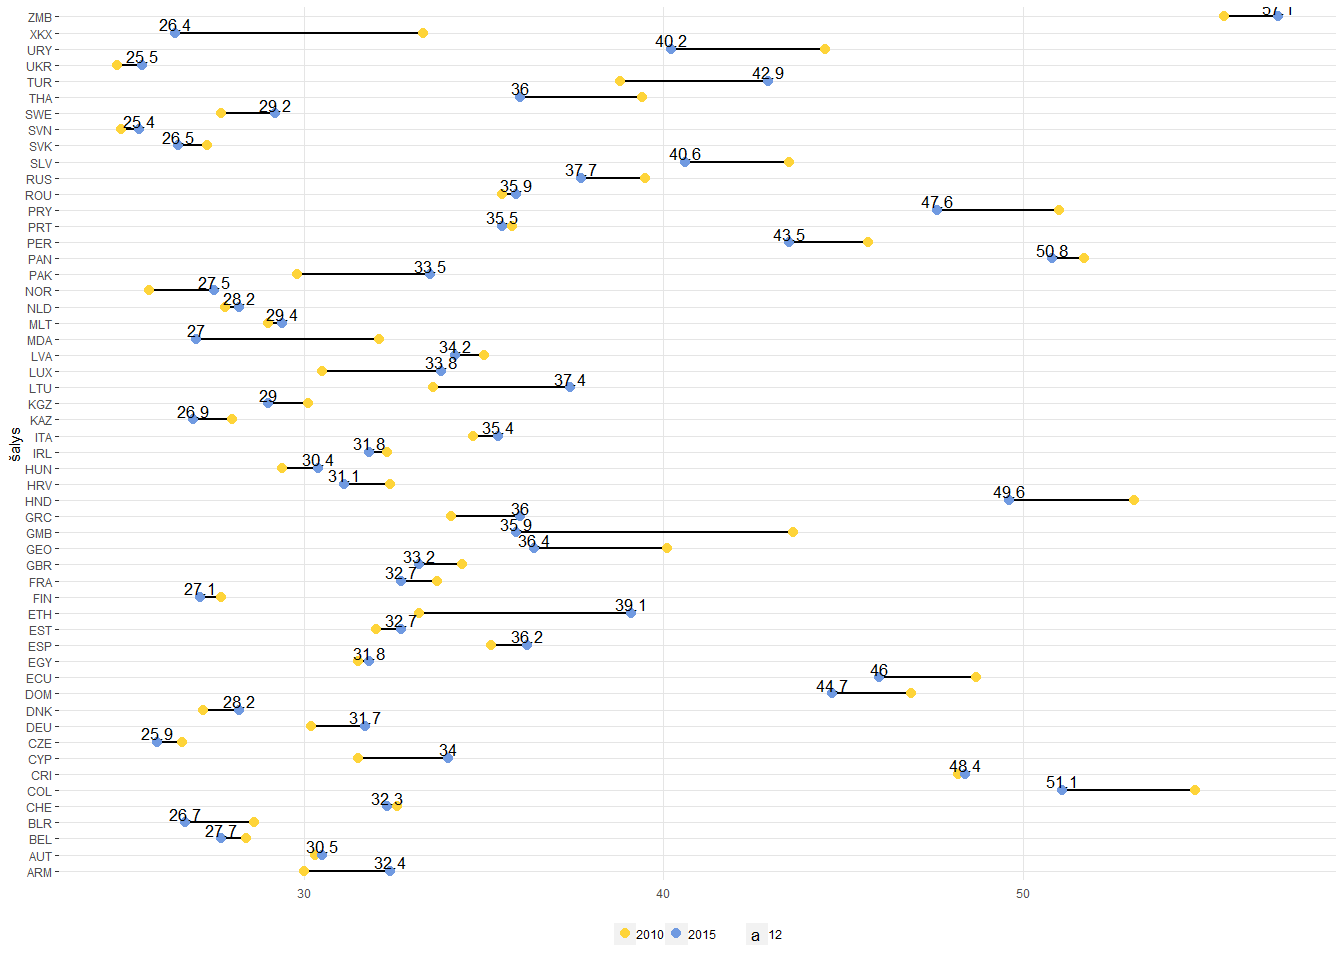 ZMB 57.1
XKX 26.4
URY 40.2
UKR 25.5
TUR 42.9
THA 36
SWE 29.2
SVN 25.4
SVK 26.5
SLV 40.6
RUS 37.7
ROU 35.9
PRY 47.6
PRT 35.5
PER 43.5
PAN 50.8
PAK 33.5
NOR 27.5
NLD 28.2
MLT 29.4
MDA 27
LVA 34.2
LUX 33.8
LTU 37.4
KGZ 29
KAZ 26.9
ITA 35.4
IRL 31.8
HUN 30.4
HRV 31.1
HND 49.6
GRC 36
GMB 35.9
GEO 36.4
GBR 33.2
FRA 32.7
FIN 27.1
ETH 39.1
EST 32.7
ESP 36.2
EGY 31.8
ECU 46
DOM 44.7
DNK 28.2
DEU 31.7
CZE 25.9
CYP 34
CRI 48.4
COL 51.1
CHE 32.3
BLR 26.7
BEL 27.7
AUT 30.5
ARM 32.4
šalys
30 40 50
2010 2015 a 12